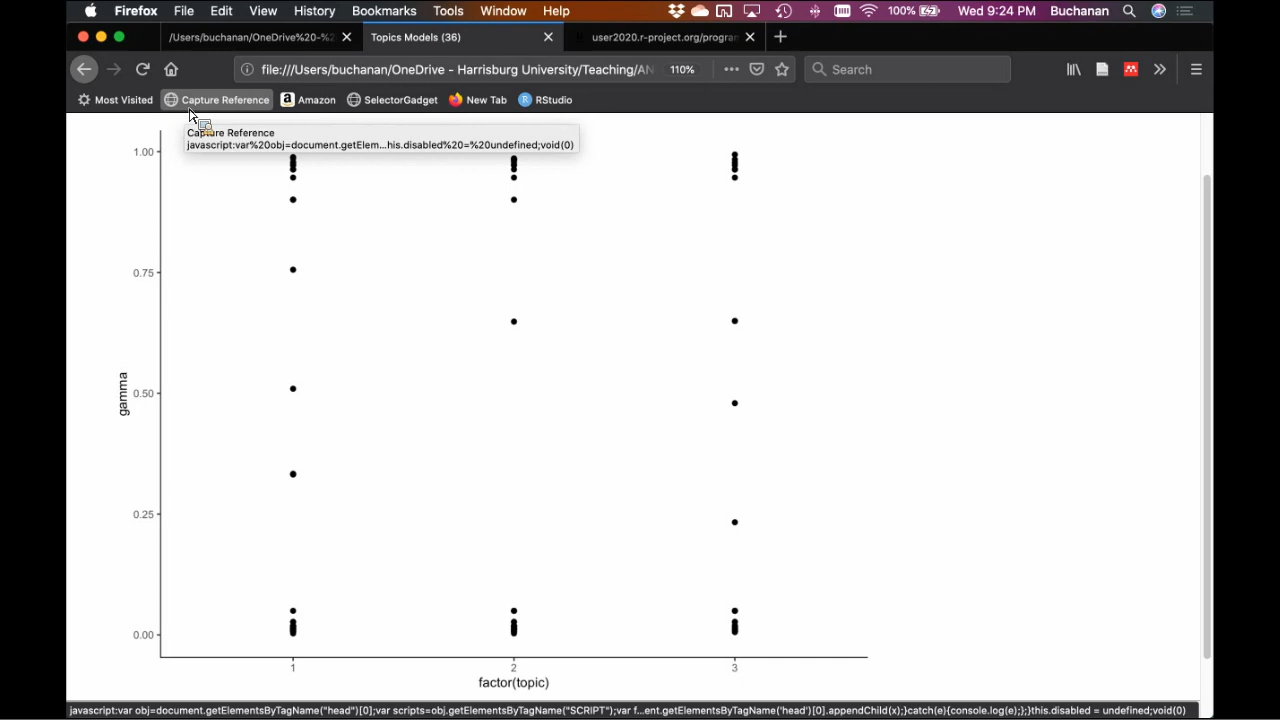 Firefox File Edit View History Bookmarks Tools Window Help 100% Wed 9:24 PM Buchanan
/Users/buchanan/OneDrive%20-%2 Topics Models (36) user2020.r-project.org/program
file:///Users/buchanan/OneDrive - Harrisburg University/Teaching/AN 110% Search
Most Visited Capture Reference Amazon SelectorGadget New Tab RStudio
Capture Reference
javascript:var%20obj=document.getElem...his.disabled%20=%20undefined;void(0)
1.00
0.75
gamma
0.50
0.25
0.00
1 2 3
factor(topic)
javascript:var obj=document.getElementsByTagName("head")[0];var scripts=obj.getElementsByTagName("SCRIPT");var f...ent.getElementsByTagName('head')[0].appendChild(x);}catch(e){console.log(e);};}this.disabled = undefined;void(0)